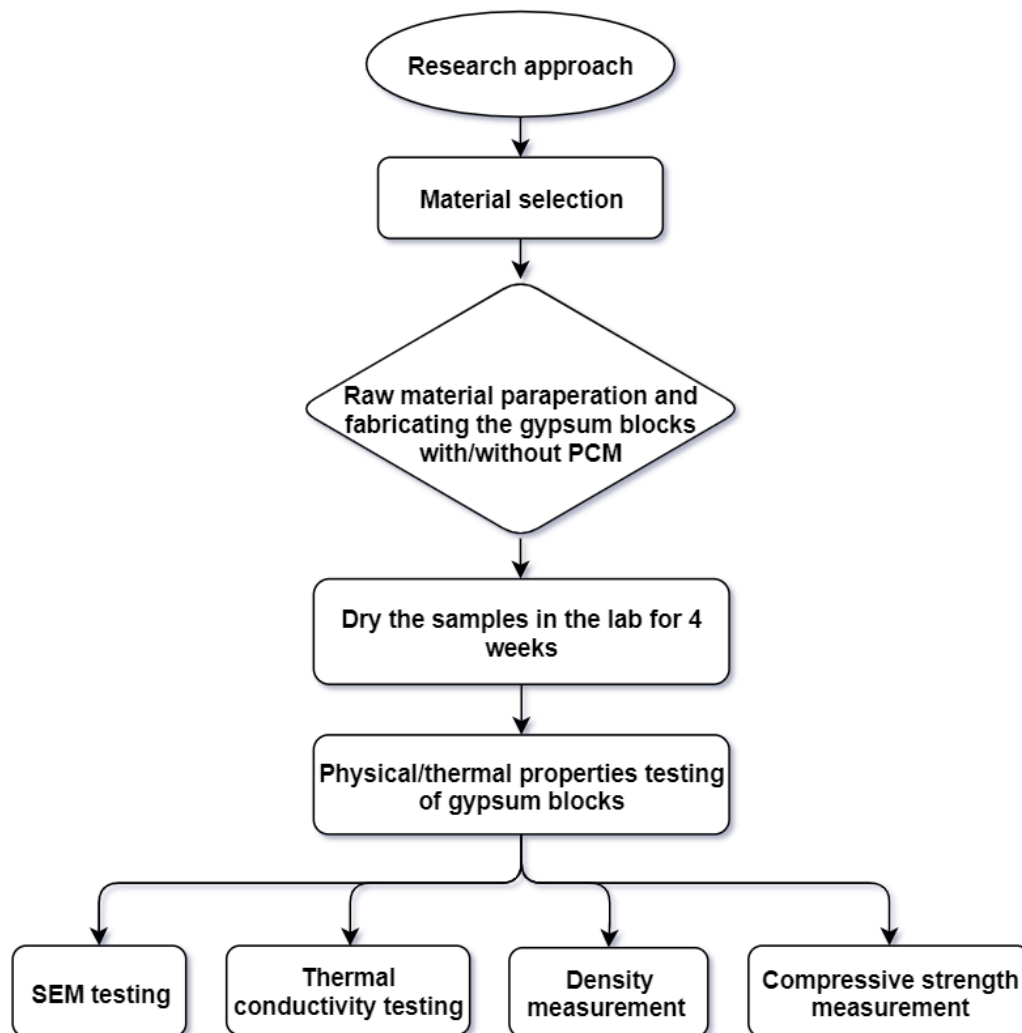 Research approach
Material selection
Raw material paraperation and
fabricating the gypsum blocks
with/without PCM
Dry the samples in the lab for 4
weeks
Physical/thermal properties testing
of gypsum blocks
SEM testing
Thermal
conductivity testing
Density
measurement
Compressive strength
measurement